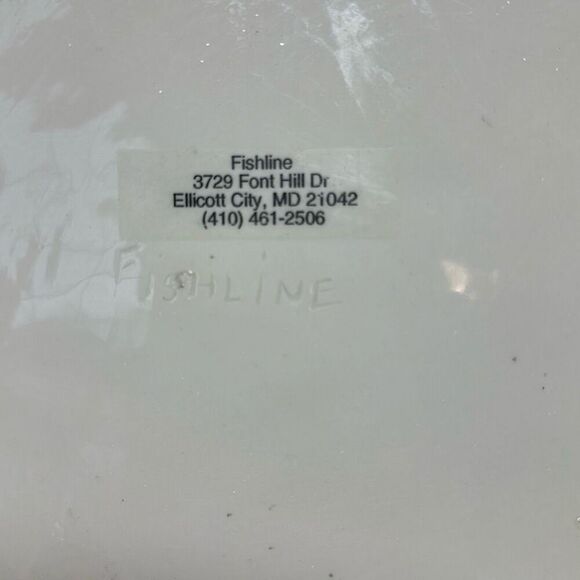 Fishline
3729 Font Hill Dr
Ellicott City, MD 21042
(410) 461-2506
FISHLINE